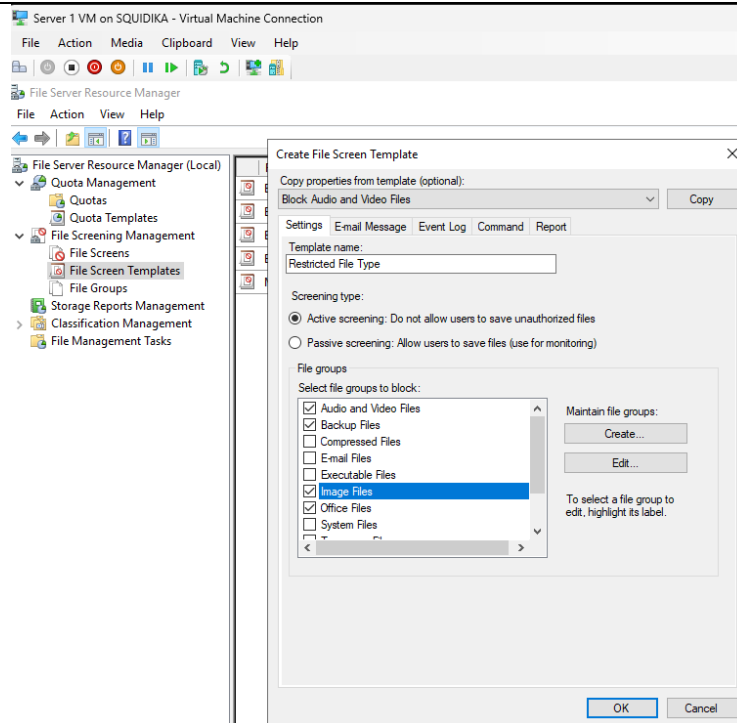 Server 1 VM on SQUIDIKA - Virtual Machine Connection
File Action Media Clipboard View Help
File Server Resource Manager
File Action View Help
File Server Resource Manager (Local)
Quota Management
Quotas
Quota Templates
File Screening Management
File Screens
File Screen Templates
File Groups
Storage Reports Management
Classification Management
File Management Tasks
Create File Screen Template
Copy properties from template (optional):
Block Audio and Video Files
Copy
Settings E-mail Message Event Log Command Report
Template name:
Restricted File Type
Screening type:
Active screening: Do not allow users to save unauthorized files
Passive screening: Allow users to save files (use for monitoring)
File groups
Select file groups to block:
Audio and Video Files
Backup Files
Compressed Files
E-mail Files
Executable Files
Image Files
Office Files
System Files
Maintain file groups:
Create...
Edit...
To select a file group to
edit, highlight its label.
OK Cancel